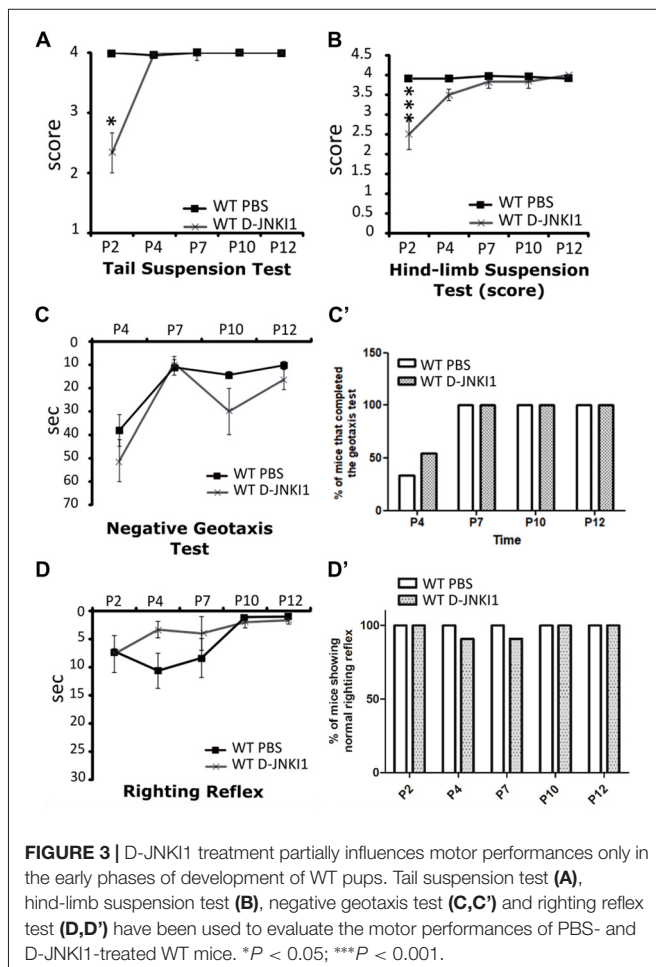 A
score
4
3
2
1
*
WT PBS
WT D-JNKI1
P2 P4 P7 P10 P12
Tail Suspension Test
B
score
4.5
4
3.5
3
2.5
2
1.5
1
0.5
0
***
WT PBS
WT D-JNKI1
P2 P4 P7 P10 P12
Hind-limb Suspension
Test (score)
C
P4 P7 P10 P12
sec
0
10
20
30
40
50
60
70
WT PBS
WT D-JNKI1
Negative Geotaxis
Test
C’
% of mice that completed
the geotaxis test
150
100
50
0
WT PBS
WT D-JNKI1
P4 P7 P10 P12
Time
D
P2 P4 P7 P10 P12
sec
0
5
10
15
20
25
30
WT PBS
WT D-JNKI1
Righting Reflex
D’
% of mice showing
normal righting reflex
100
50
0
WT PBS
WT D-JNKI1
P2 P4 P7 P10 P12
FIGURE 3 | D-JNKI1 treatment partially influences motor performances only in
the early phases of development of WT pups. Tail suspension test (A),
hind-limb suspension test (B), negative geotaxis test (C,C’) and righting reflex
test (D,D’) have been used to evaluate the motor performances of PBS- and
D-JNKI1-treated WT mice. *P < 0.05; ***P < 0.001.